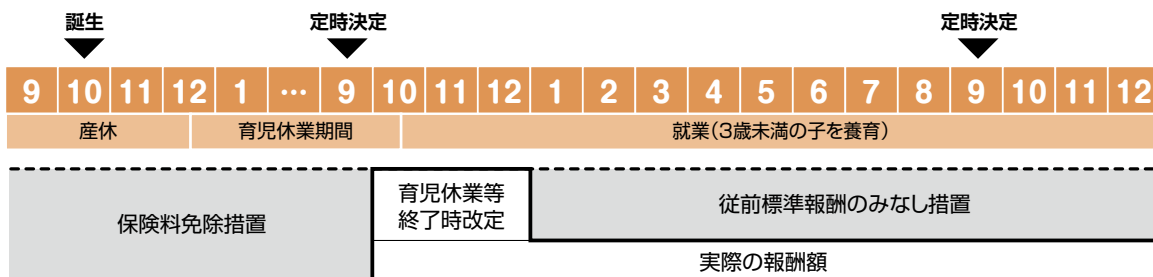 誕生 定時決定 定時決定
9 10 11 12 1 … 9 10 11 12 1 2 3 4 5 6 7 8 9 10 11 12
産休 育児休業期間 就業(3歳未満の子を養育)
保険料免除措置
育児休業等
終了時改定
従前標準報酬のみなし措置
実際の報酬額